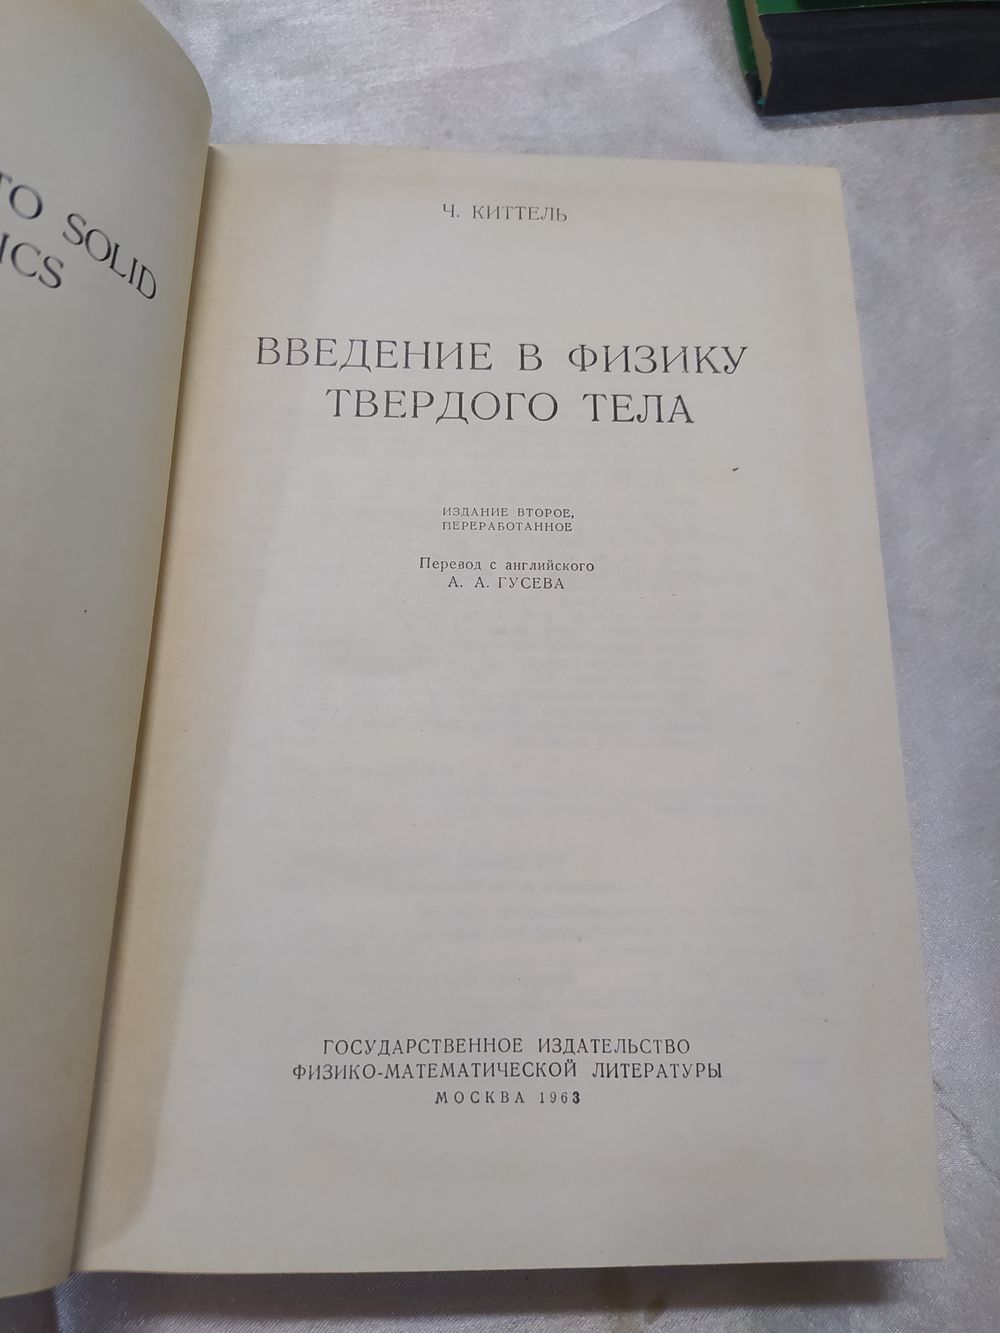 TO SOLID
ICS
Ч. КИТТЕЛЬ
ВВЕДЕНИЕ В ФИЗИКУ
ТВЕРДОГО ТЕЛА
ИЗДАНИЕ ВТОРОЕ,
ПЕРЕРАБОТАННОЕ
Перевод с английского
А. А. ГУСЕВА
ГОСУДАРСТВЕННОЕ ИЗДАТЕЛЬСТВО
ФИЗИКО-МАТЕМАТИЧЕСКОЙ ЛИТЕРАТУРЫ
МОСКВА 1963